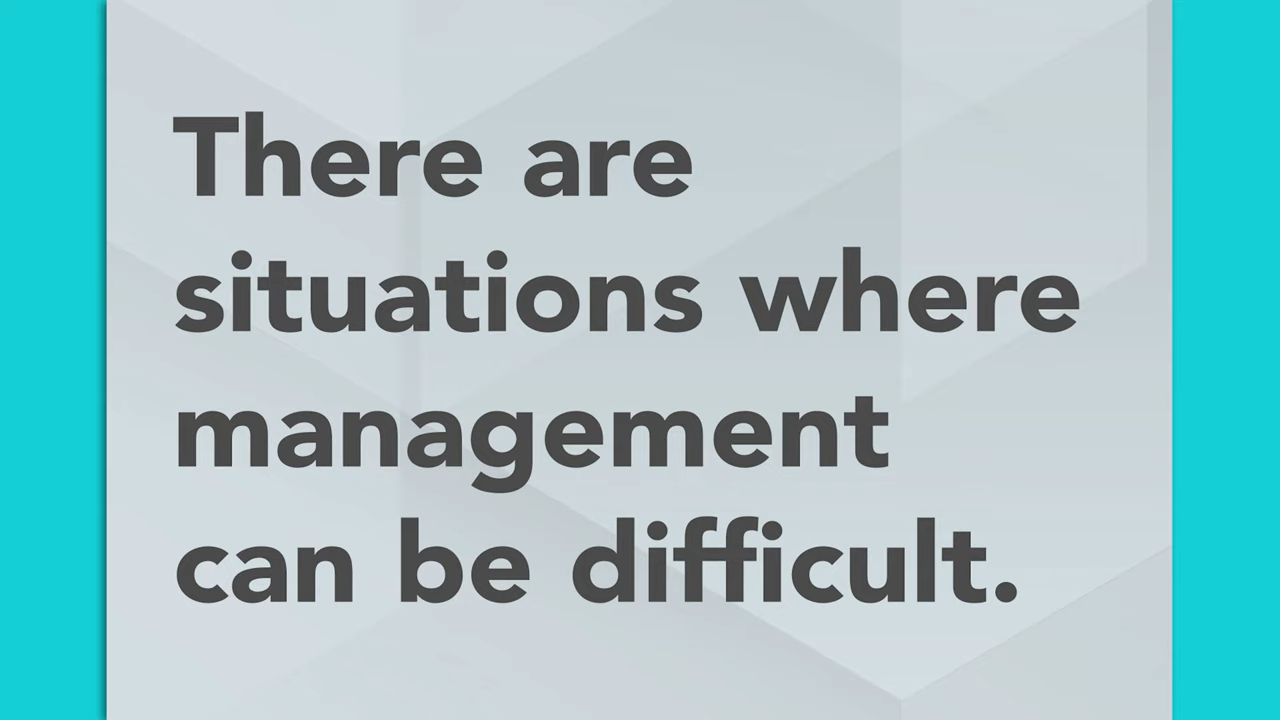 There are
situations where
management
can be difficult.